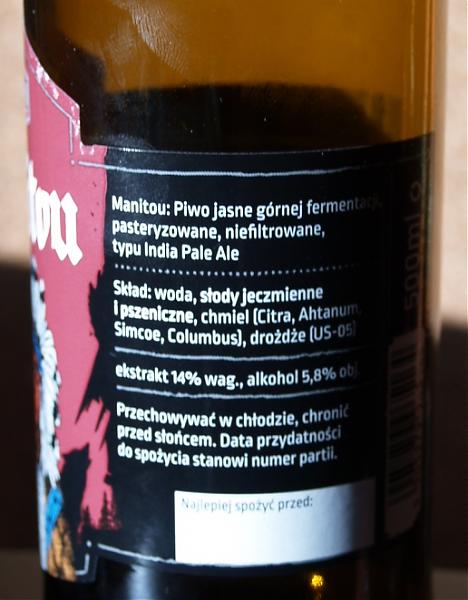 Manitou: Piwo jasne górnej fermentacji,
pasteryzowane, niefiltrowane,
typu India Pale Ale
Skład: woda, słody jeczmienne
i pszeniczne, chmiel (Citra, Ahtanum,
Simcoe, Columbus), drożdże (US-05)
ekstrakt 14% wag., alkohol 5,8% obj.
Przechowywać w chłodzie, chronić
przed słońcem. Data przydatności
do spożycia stanowi numer partii.
Najlepiej spożyć przed:
500ml